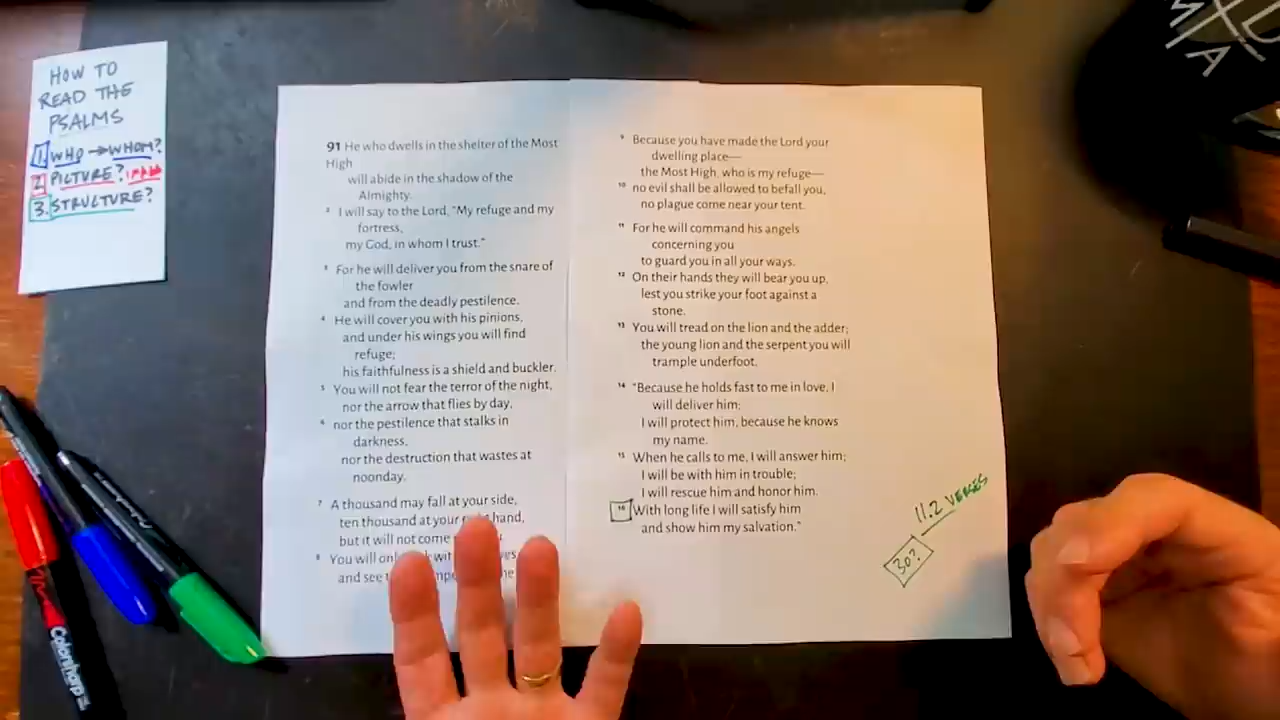 HOW TO
READ THE
PSALMS
1. WHO → WHOM?
2. PICTURE?
3. STRUCTURE?
91 He who dwells in the shelter of the Most
High
will abide in the shadow of the
Almighty.
2 I will say to the Lord, "My refuge and my
fortress,
my God, in whom I trust."
3 For he will deliver you from the snare of
the fowler
and from the deadly pestilence.
4 He will cover you with his pinions,
and under his wings you will find
refuge;
his faithfulness is a shield and buckler.
5 You will not fear the terror of the night,
nor the arrow that flies by day,
6 nor the pestilence that stalks in
darkness,
nor the destruction that wastes at
noonday.
7 A thousand may fall at your side,
ten thousand at your hand,
but it will not come
8 You will
and see
9 Because you have made the Lord your
dwelling place—
the Most High, who is my refuge—
10 no evil shall be allowed to befall you,
no plague come near your tent.
11 For he will command his angels
concerning you
to guard you in all your ways.
12 On their hands they will bear you up,
lest you strike your foot against a
stone.
13 You will tread on the lion and the adder;
the young lion and the serpent you will
trample underfoot.
14 "Because he holds fast to me in love, I
will deliver him;
I will protect him, because he knows
my name.
15 When he calls to me, I will answer him;
I will be with him in trouble;
I will rescue him and honor him.
16 With long life I will satisfy him
and show him my salvation."
11.2 VERSES
30?
Colorsharp